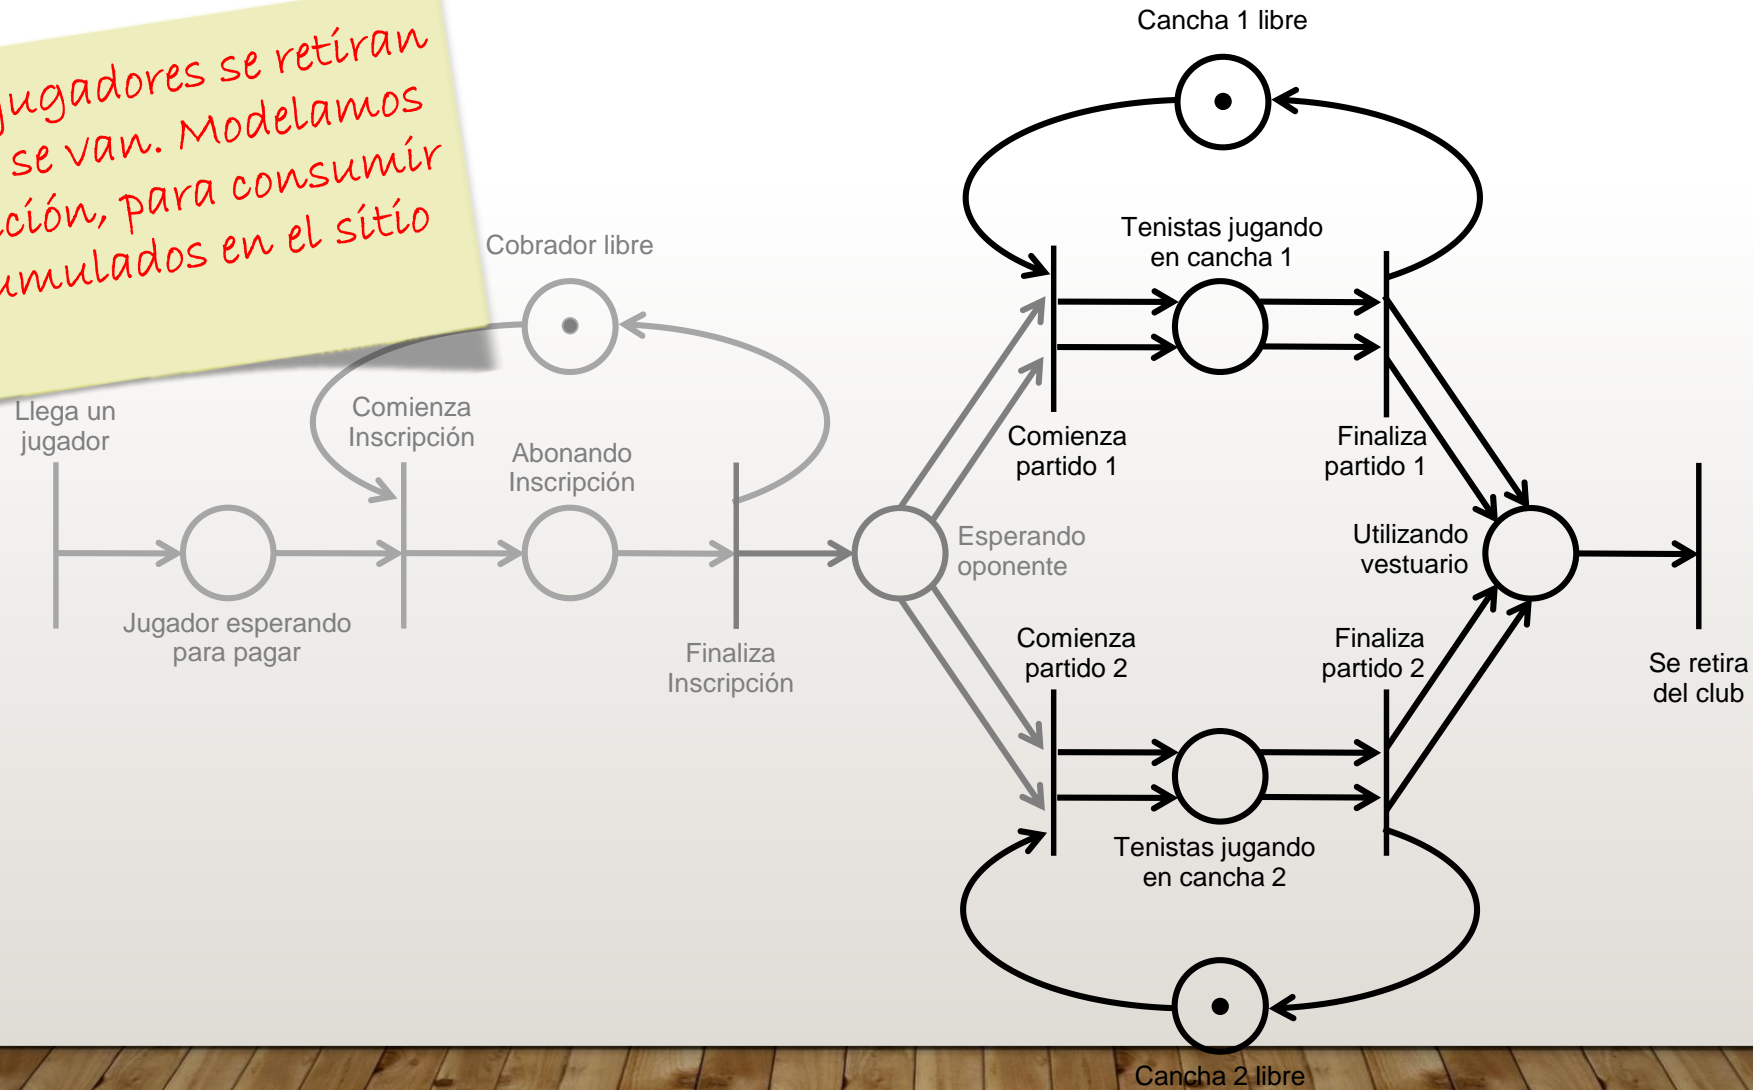 jugadores se retiran
se van. Modelamos
para consumir
en el sitio
Cancha 1 libre
Tenistas jugando
en cancha 1
Cobrador libre
Llega un
jugador
Comienza
Inscripción
Abonando
Inscripción
Comienza
partido 1
Finaliza
partido 1
Esperando
oponente
Utilizando
vestuario
Jugador esperando
para pagar
Finaliza
Inscripción
Comienza
partido 2
Finaliza
partido 2
Se retira
del club
Tenistas jugando
en cancha 2
Cancha 2 libre